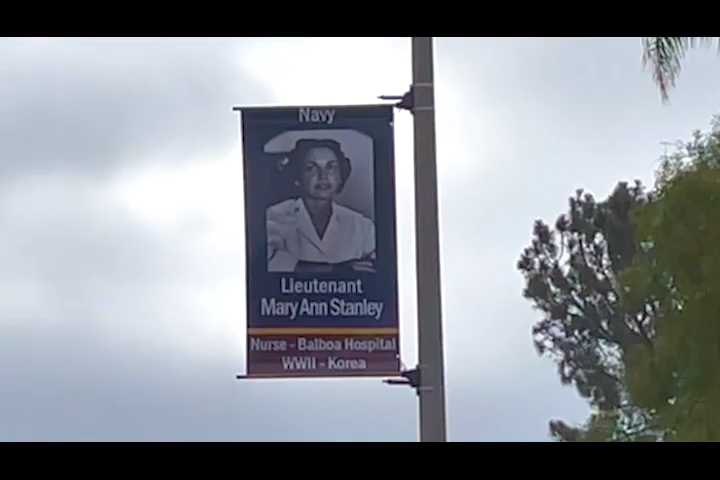 Navy
Lieutenant
Mary Ann Stanley
Nurse - Balboa Hospital
WWII - Korea